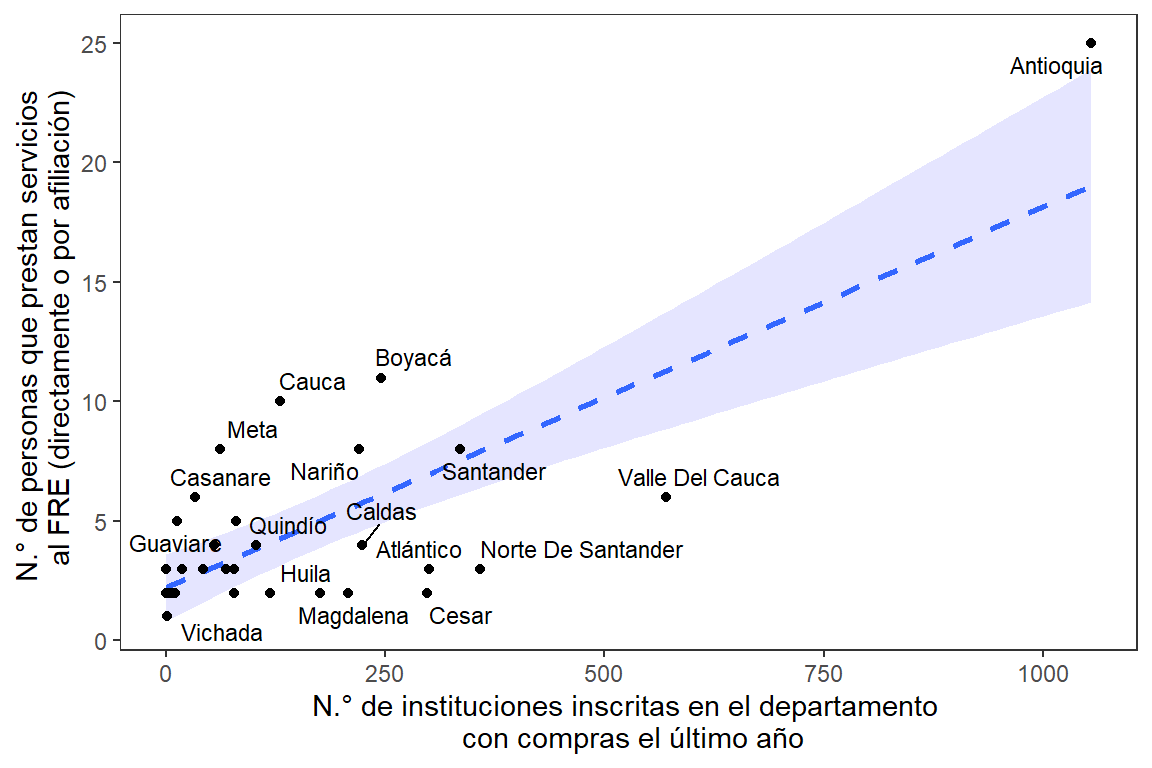 N.° de personas que prestan servicios
al FRE (directamente o por afiliación)
25
20
15
10
5
0
Antioquia
Boyacá
Cauca
Meta
Nariño
Santander
Casanare
Valle Del Cauca
Caldas
Quindío
Guaviare
Atlántico
Norte De Santander
Huila
Magdalena
Cesar
Vichada
0
250
500
750
1000
N.° de instituciones inscritas en el departamento
con compras el último año